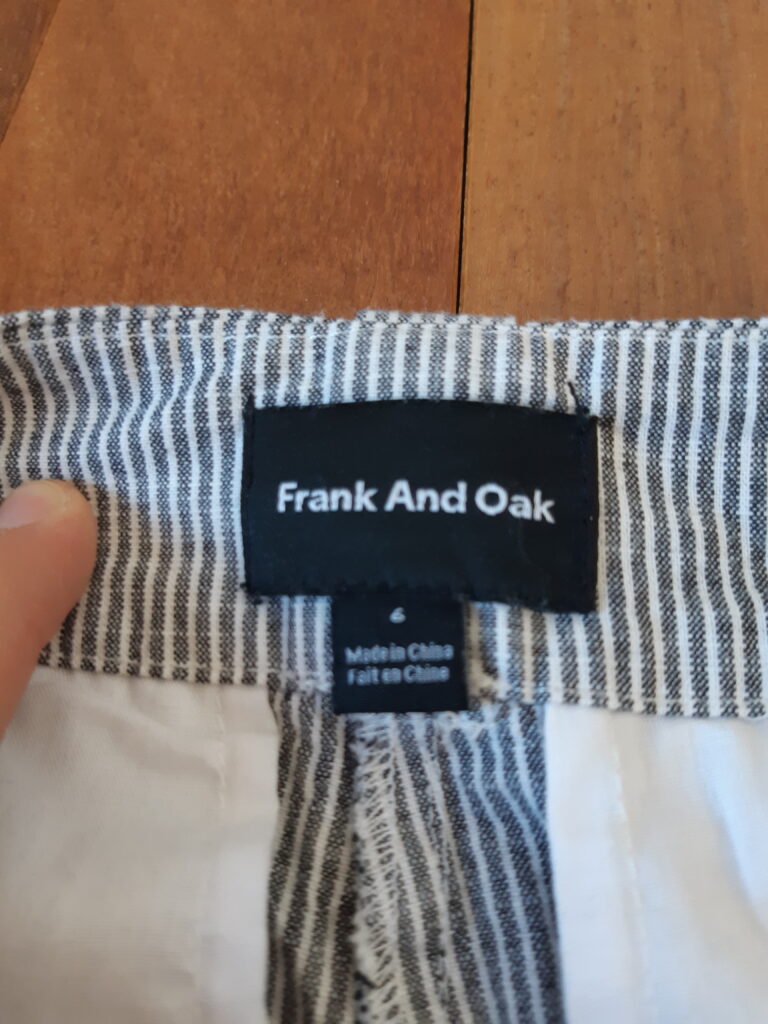 Frank And Oak
6
Made in China
Fait en Chine